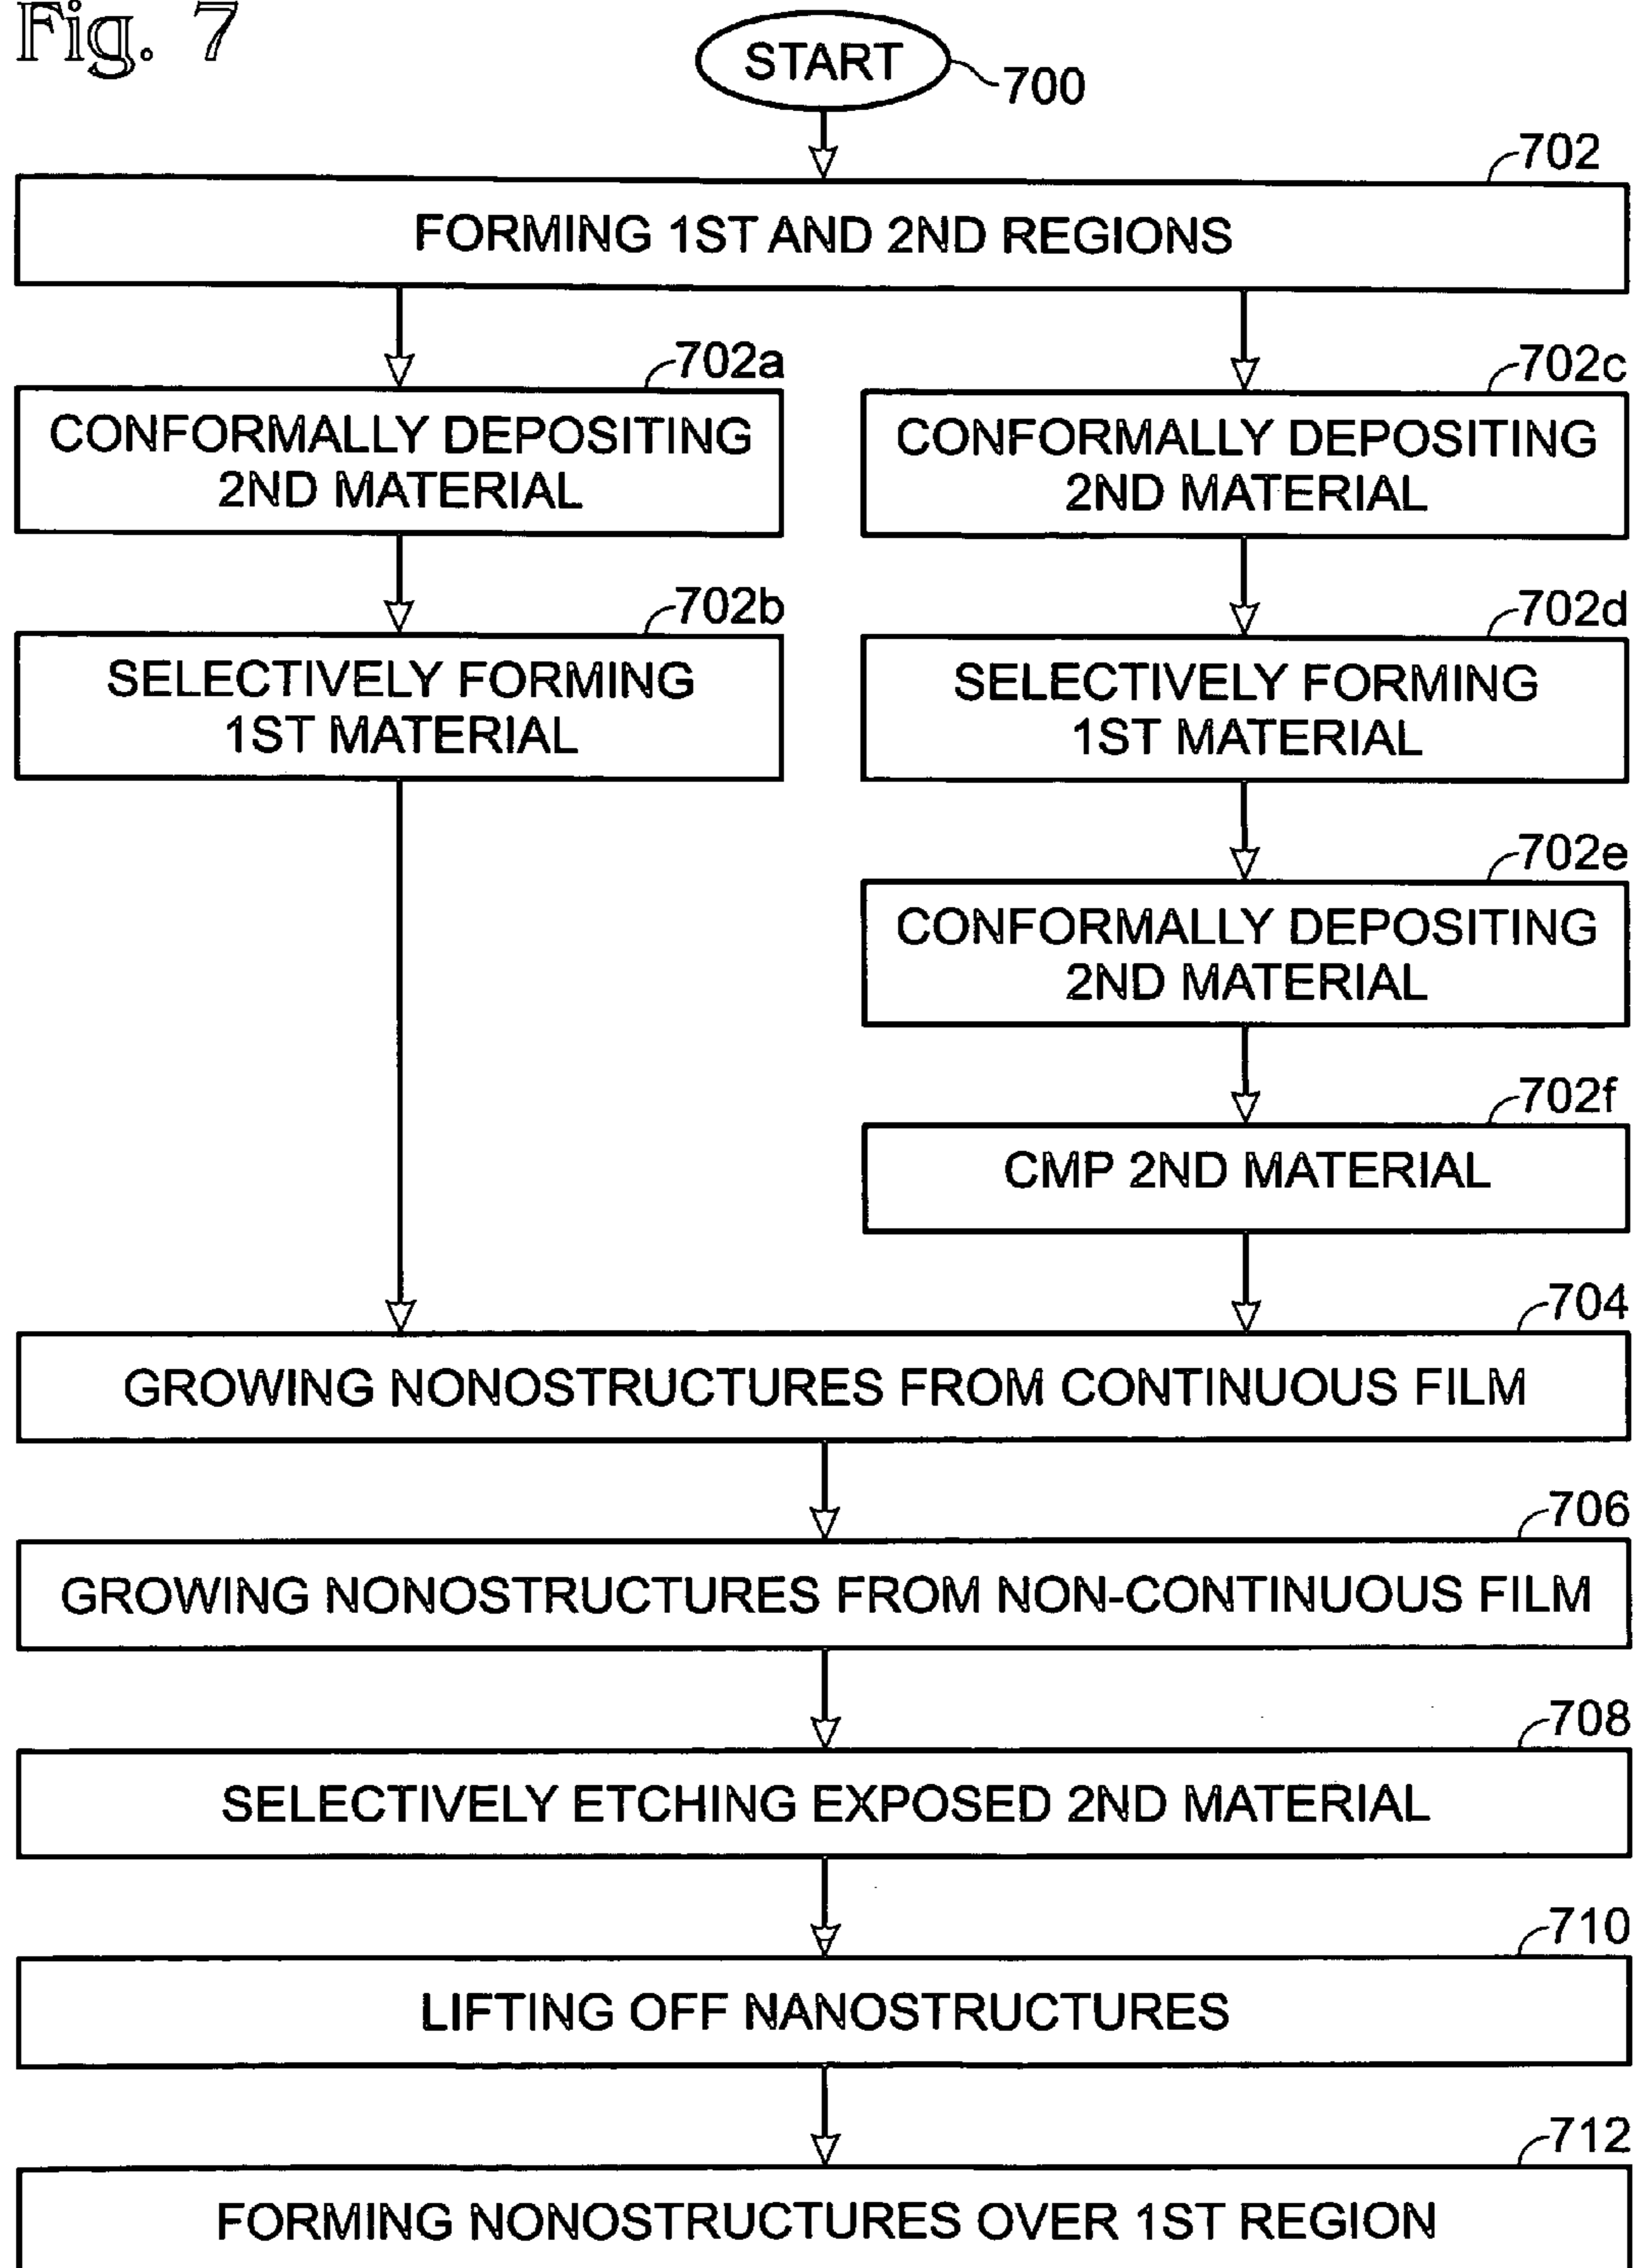 Fig. 7
START
700
702
FORMING 1ST AND 2ND REGIONS
702a
CONFORMALLY DEPOSITING
2ND MATERIAL
702b
SELECTIVELY FORMING
1ST MATERIAL
702c
CONFORMALLY DEPOSITING
2ND MATERIAL
702d
SELECTIVELY FORMING
1ST MATERIAL
702e
CONFORMALLY DEPOSITING
2ND MATERIAL
702f
CMP 2ND MATERIAL
704
GROWING NONOSTRUCTURES FROM CONTINUOUS FILM
706
GROWING NONOSTRUCTURES FROM NON-CONTINUOUS FILM
708
SELECTIVELY ETCHING EXPOSED 2ND MATERIAL
710
LIFTING OFF NANOSTRUCTURES
712
FORMING NONOSTRUCTURES OVER 1ST REGION